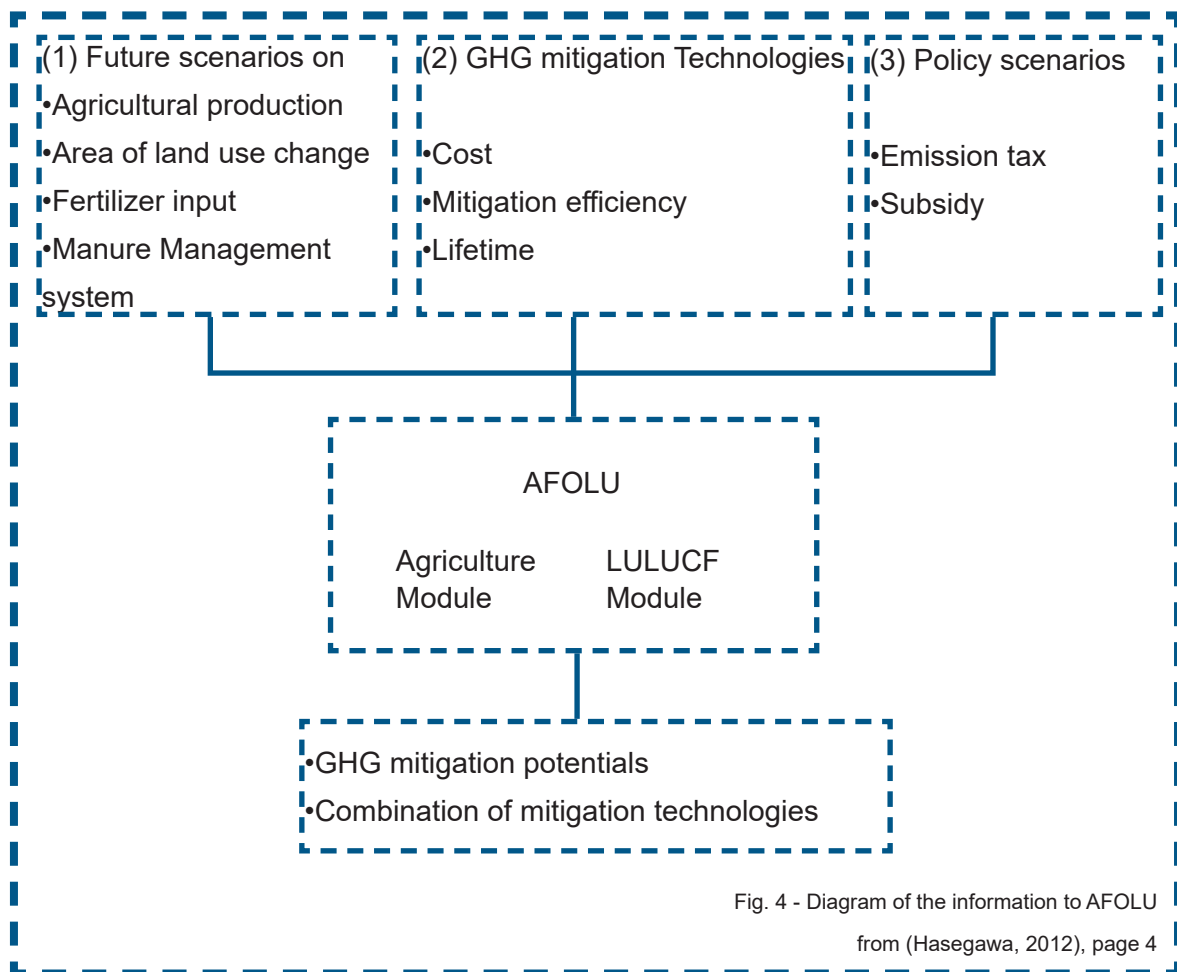 (1) Future scenarios on
•Agricultural production
•Area of land use change
•Fertilizer input
•Manure Management
system
(2) GHG mitigation Technologies
•Cost
•Mitigation efficiency
•Lifetime
(3) Policy scenarios
•Emission tax
•Subsidy
AFOLU
Agriculture
Module
LULUCF
Module
•GHG mitigation potentials
•Combination of mitigation technologies
Fig. 4 - Diagram of the information to AFOLU
from (Hasegawa, 2012), page 4